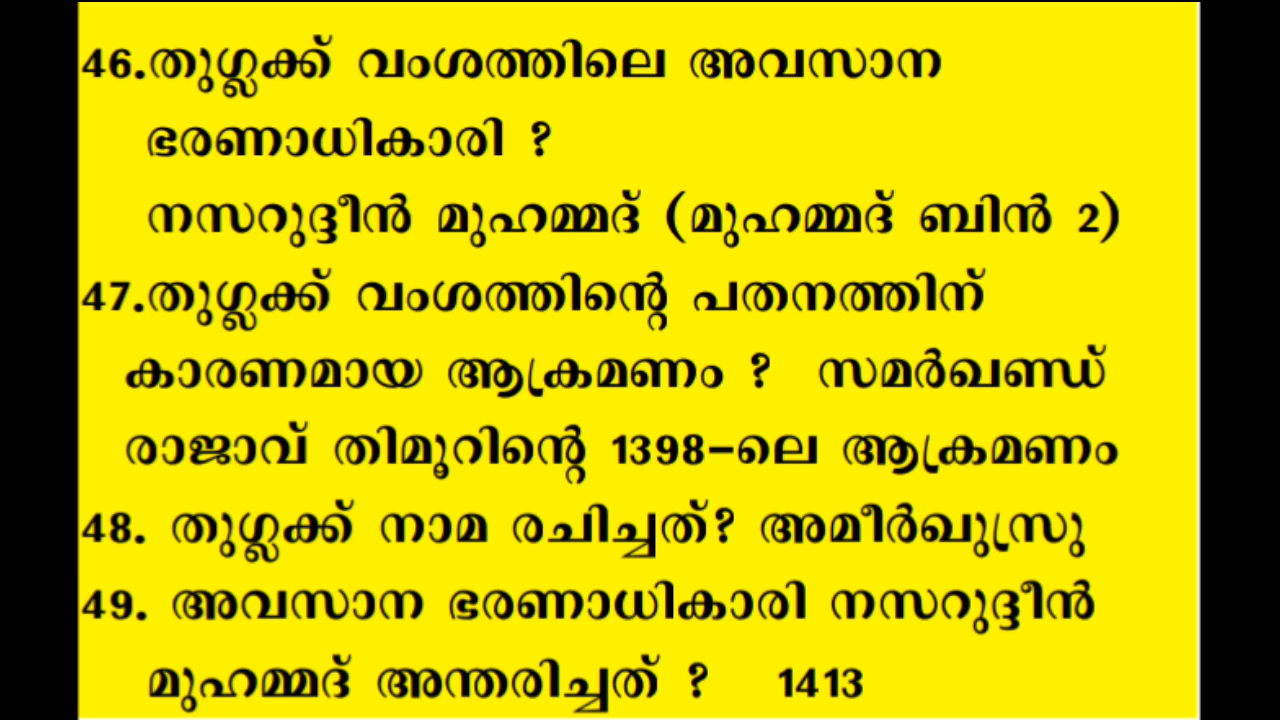 46.തുഗ്ലക്ക് വംശത്തിലെ അവസാന
ഭരണാധികാരി ?
നസറുദ്ദീൻ മുഹമ്മദ് (മുഹമ്മദ് ബിൻ 2)
47.തുഗ്ലക്ക് വംശത്തിന്റെ പതനത്തിന്
കാരണമായ ആക്രമണം ? സമർഖണ്ഡ്
രാജാവ് തിമൂറിന്റെ 1398-ലെ ആക്രമണം
48. തുഗ്ലക്ക് നാമ രചിച്ചത്? അമീർഖുസ്രു
49. അവസാന ഭരണാധികാരി നസറുദ്ദീൻ
മുഹമ്മദ് അന്തരിച്ചത് ? 1413